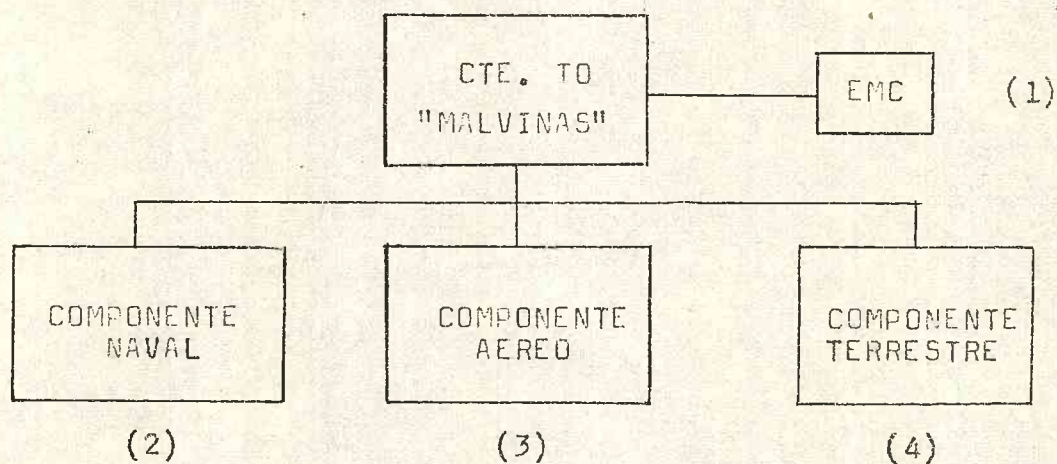 CTE. TO
"MALVINAS"
EMC
(1)
COMPONENTE
NAVAL
COMPONENTE
AEREO
COMPONENTE
TERRESTRE
(2)
(3)
(4)